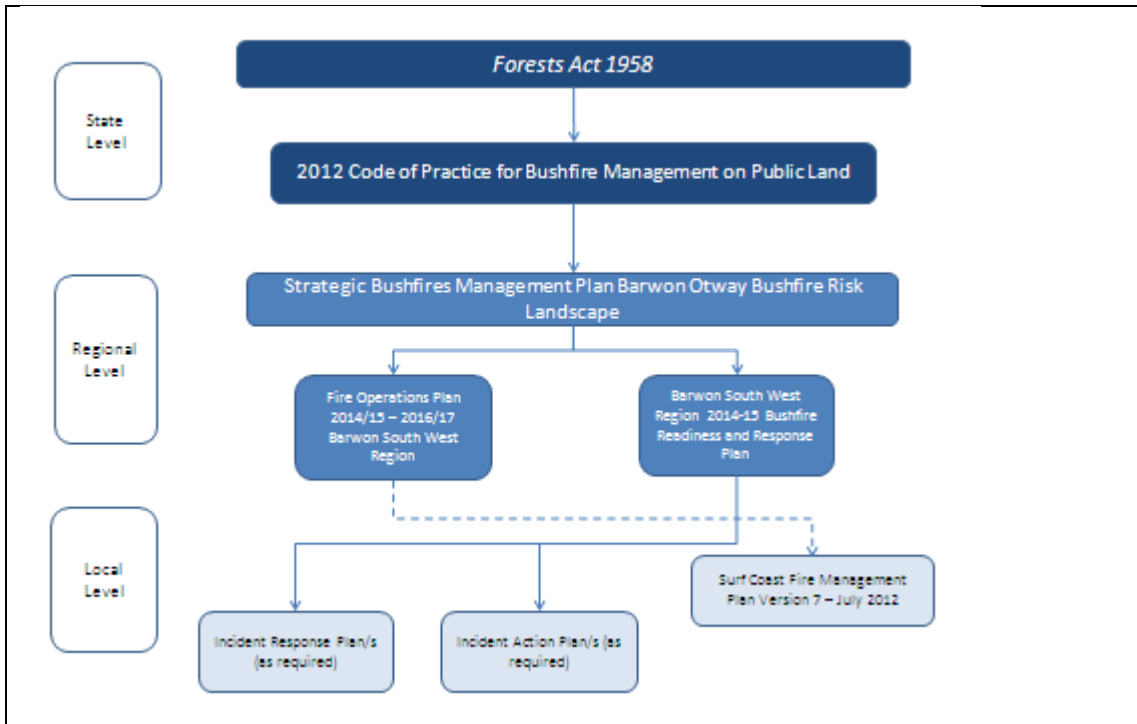 Forests Act 1958
State
Level
2012 Code of Practice for Bushfire Management on Public Land
Strategic Bushfires Management Plan Barwon Otway Bushfire Risk
Landscape
Regional
Level
Fire Operations Plan
2014/15 – 2016/17
Barwon South West
Region
Barwon South West
Region 2014-15 Bushfire
Readiness and Response
Plan
Local
Level
Surf Coast Fire Management
Plan Version 7 – July 2012
Incident Response Plan/s
(as required)
Incident Action Plan/s (as
required)